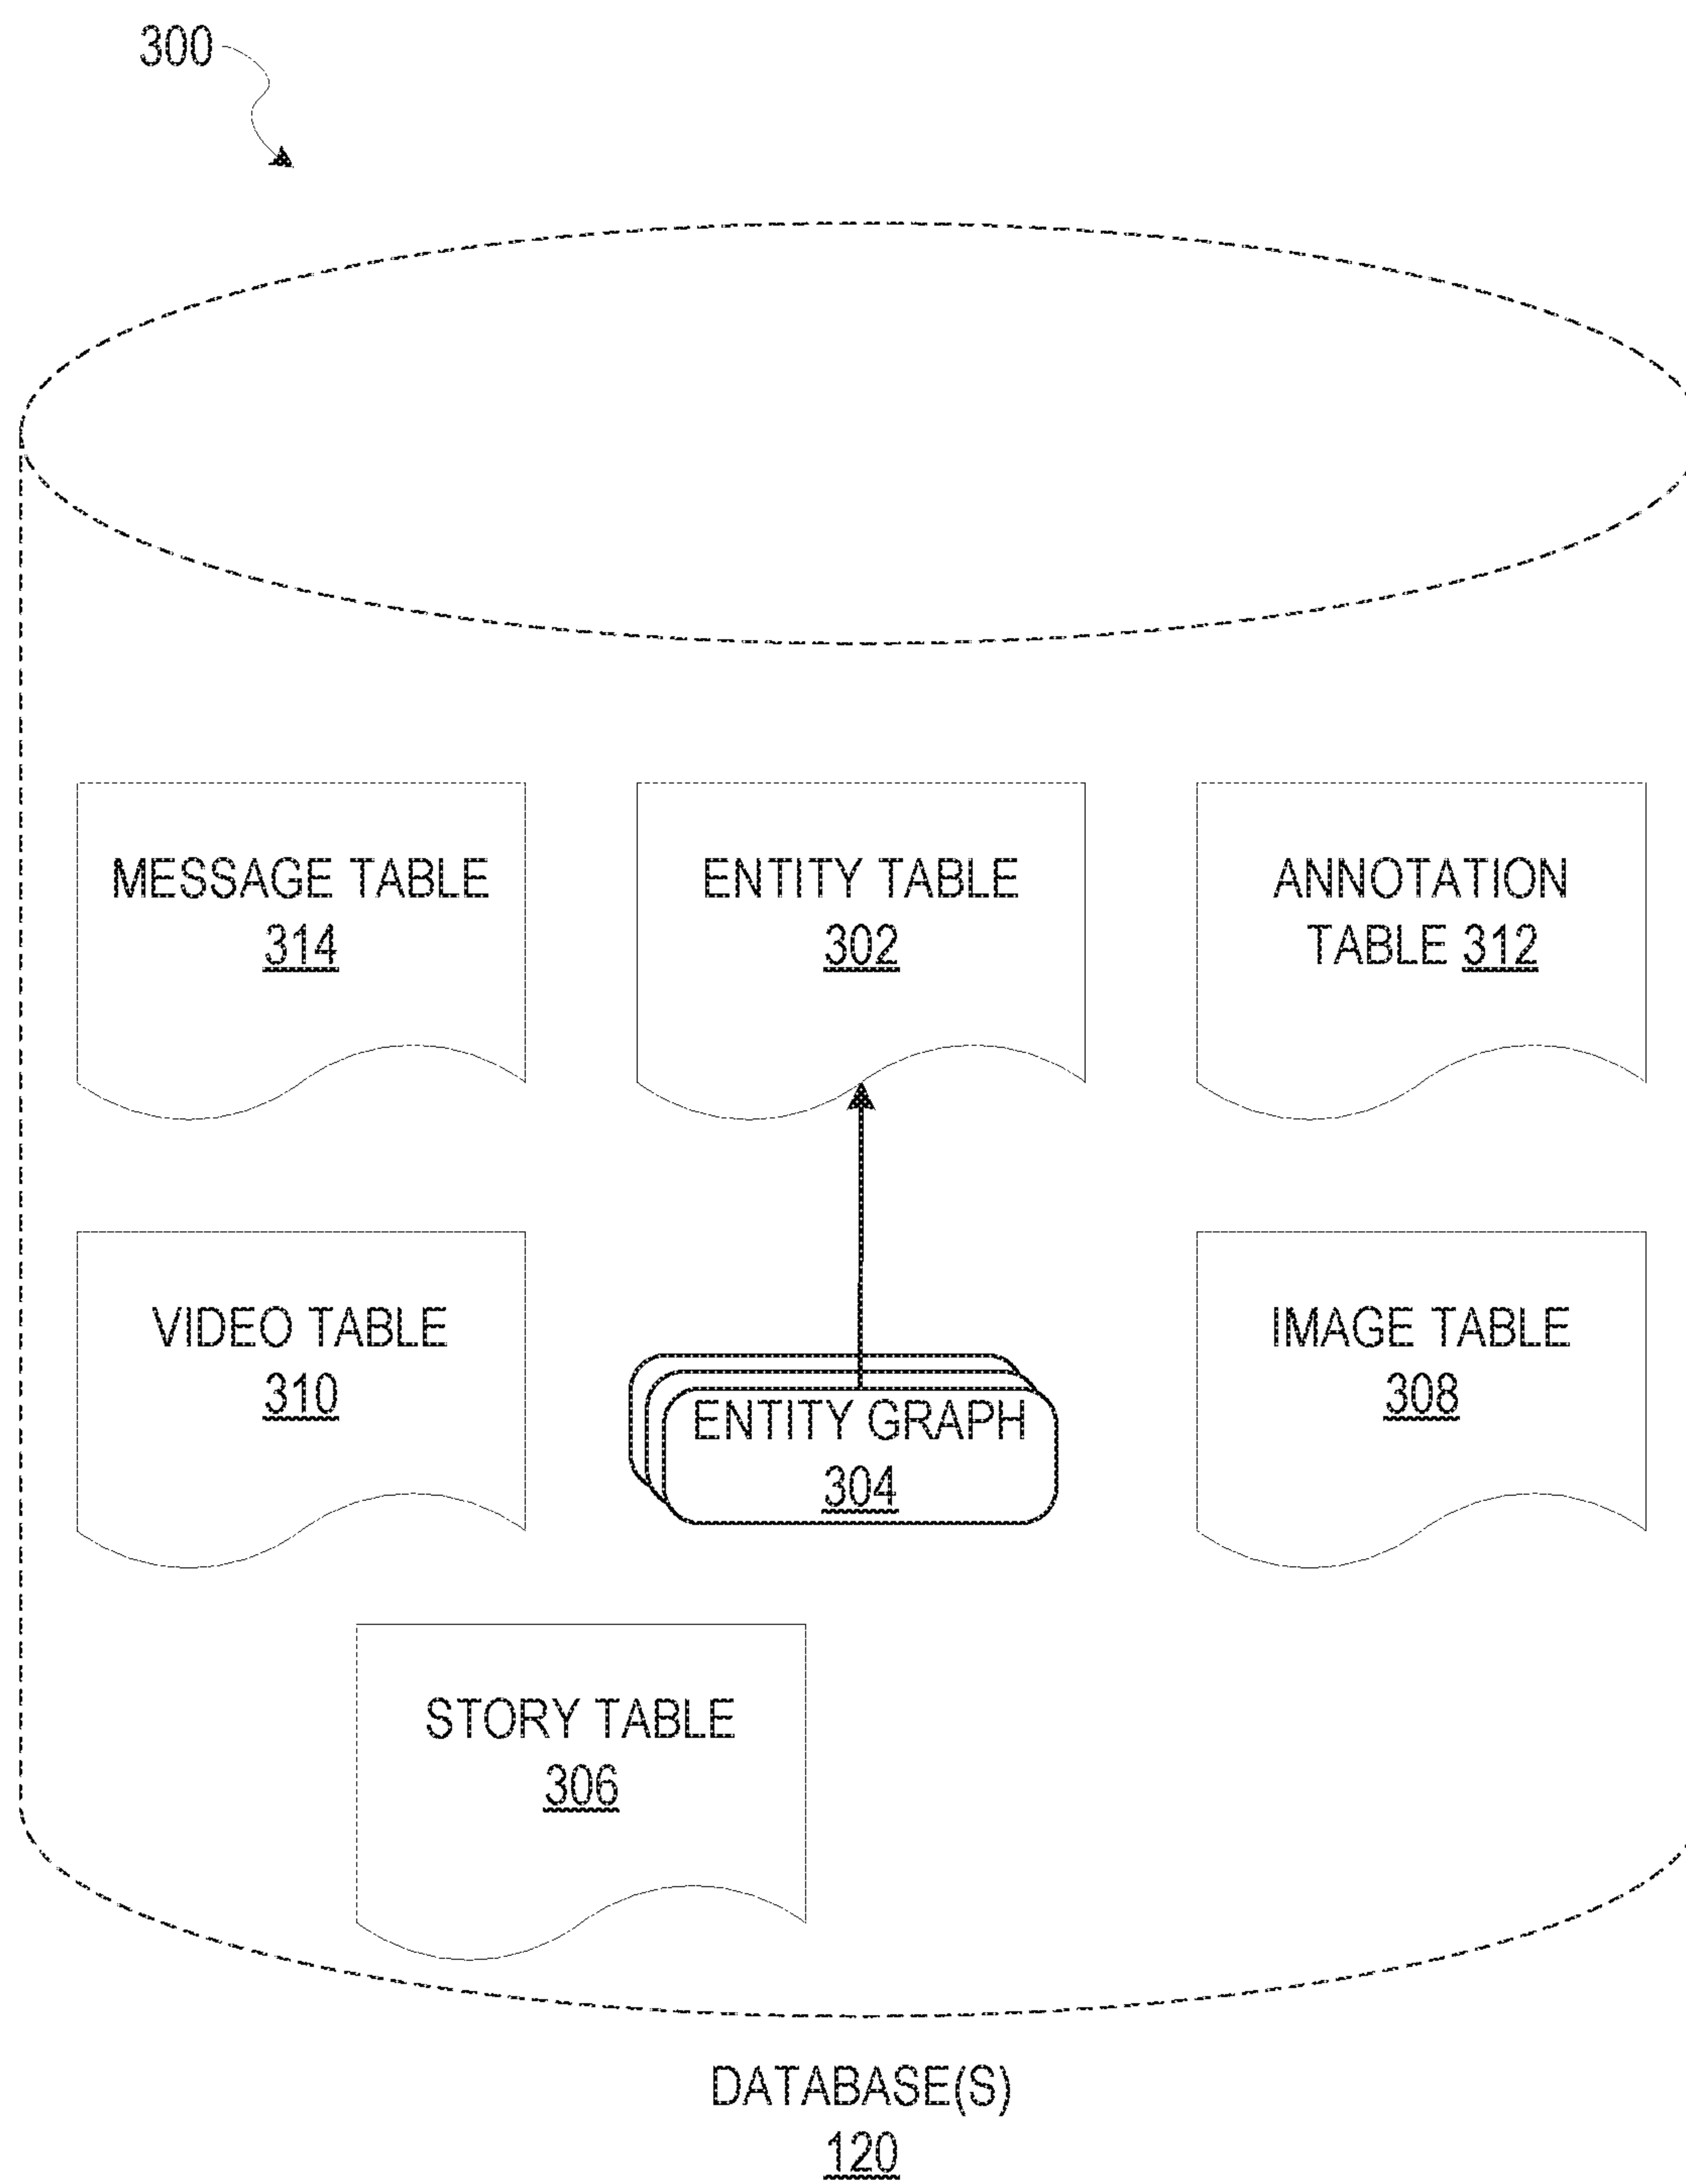 300
MESSAGE TABLE
314
ENTITY TABLE
302
ANNOTATION
TABLE 312
VIDEO TABLE
310
ENTITY GRAPH
304
IMAGE TABLE
308
STORY TABLE
306
DATABASE(S)
120